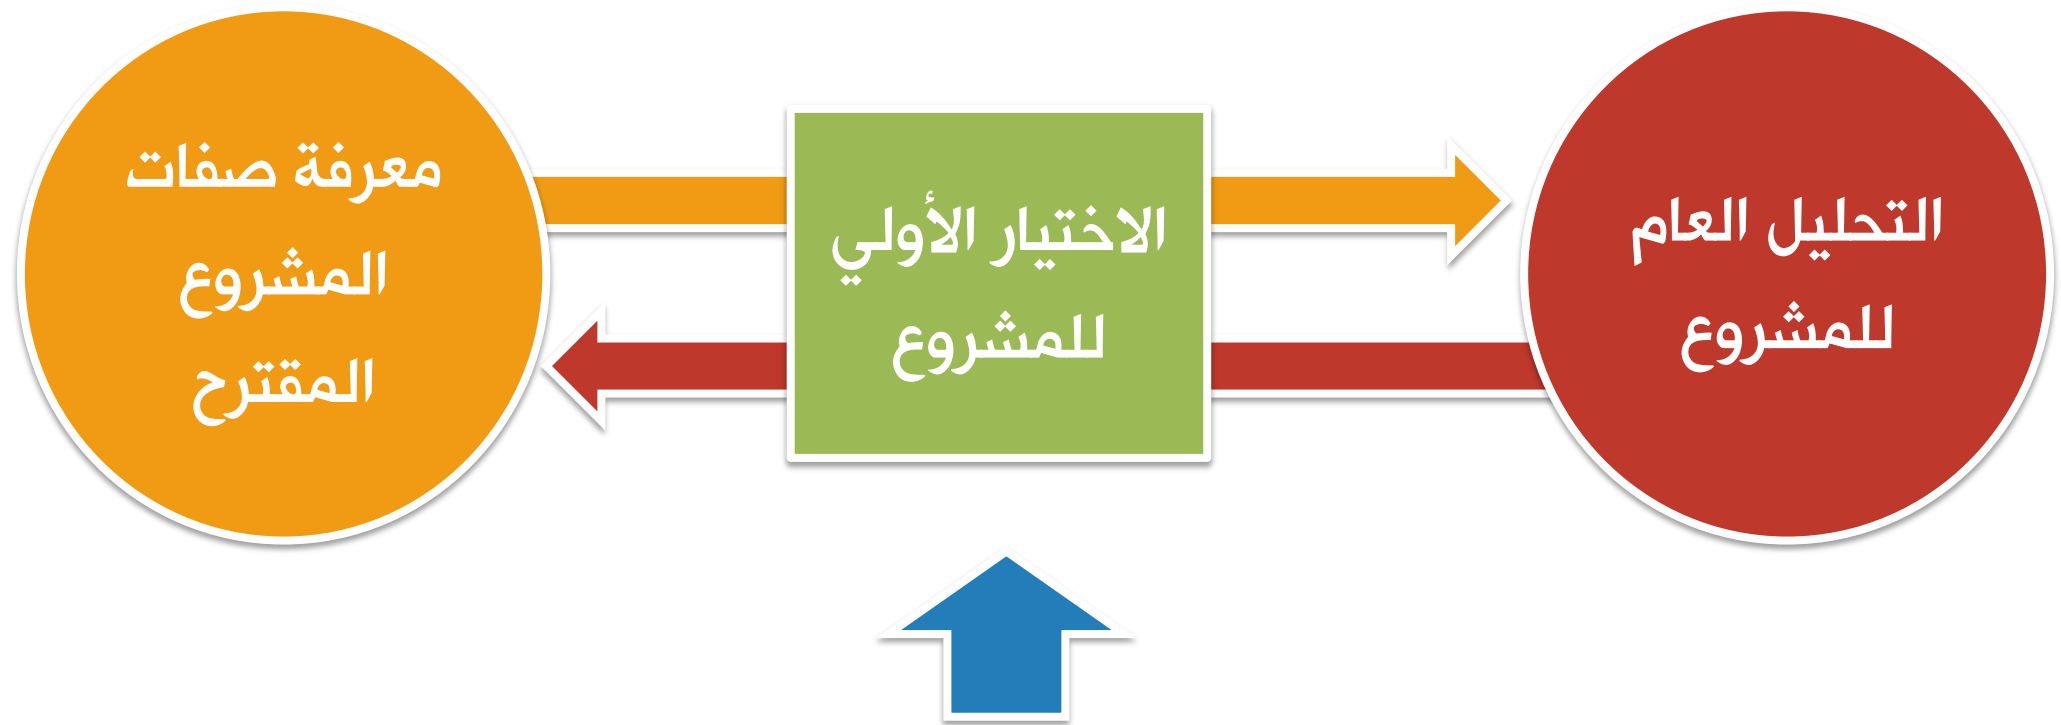 التحليل العام
للمشروع
الاختيار الأولي
للمشروع
معرفة صفات
المشروع
المقترح